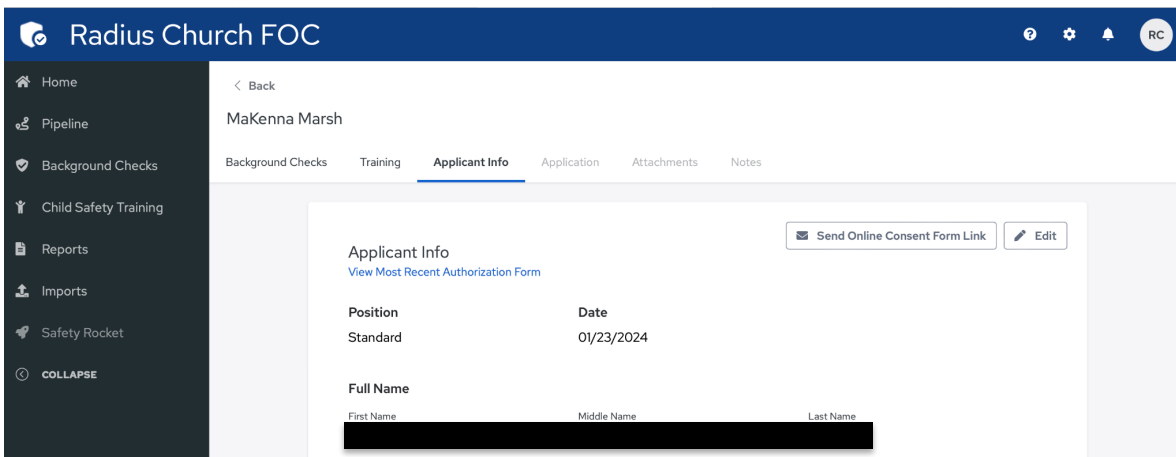 Radius Church FOC
RC
Home
Pipeline
Background Checks
Child Safety Training
Reports
Imports
Safety Rocket
COLLAPSE
Back
MaKenna Marsh
Background Checks Training Applicant Info Application Attachments Notes
Send Online Consent Form Link Edit
Applicant Info
View Most Recent Authorization Form
Position Date
Standard 01/23/2024
Full Name
First Name Middle Name Last Name